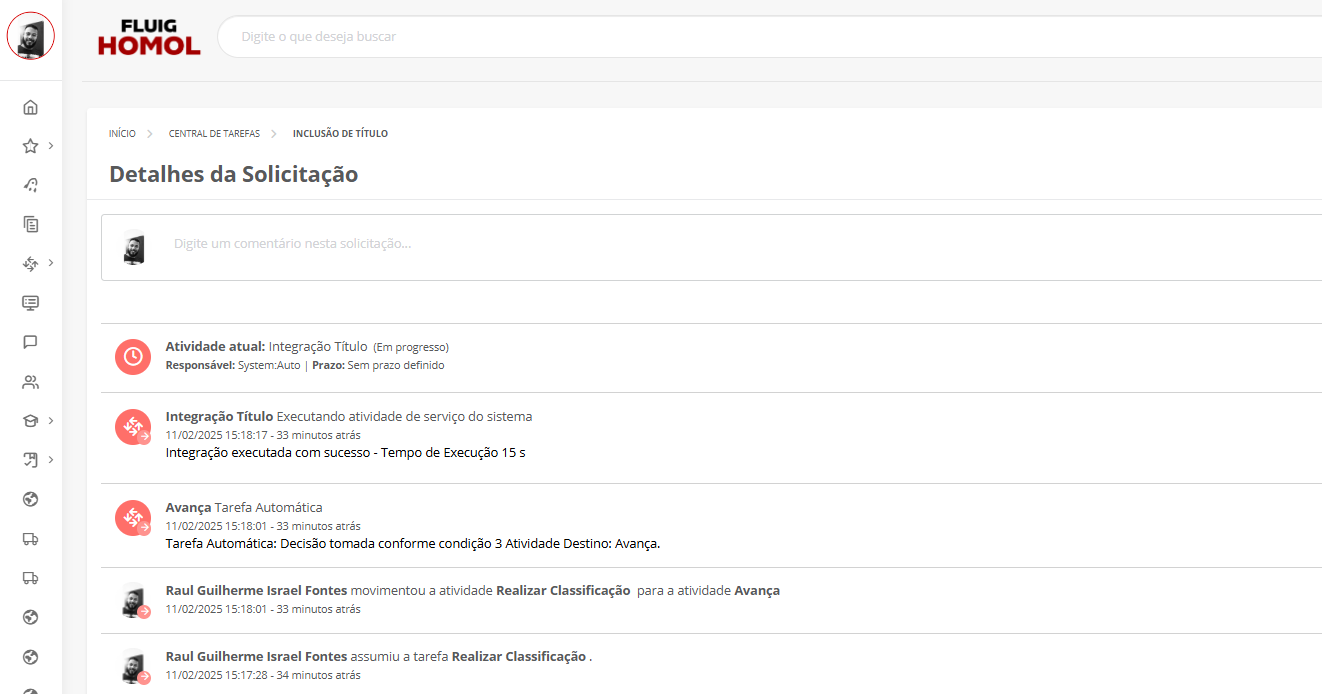 FLUIG
HOMOL
Digite o que deseja buscar
INÍCIO > CENTRAL DE TAREFAS > INCLUSÃO DE TÍTULO
Detalhes da Solicitação
Digite um comentário nesta solicitação...
Atividade atual: Integração Título (Em progresso)
Responsável: System:Auto | Prazo: Sem prazo definido
Integração Título Executando atividade de serviço do sistema
11/02/2025 15:18:17 - 33 minutos atrás
Integração executada com sucesso - Tempo de Execução 15 s
Avança Tarefa Automática
11/02/2025 15:18:01 - 33 minutos atrás
Tarefa Automática: Decisão tomada conforme condição 3 Atividade Destino: Avança.
Raul Guilherme Israel Fontes movimentou a atividade Realizar Classificação para a atividade Avança
11/02/2025 15:18:01 - 33 minutos atrás
Raul Guilherme Israel Fontes assumiu a tarefa Realizar Classificação .
11/02/2025 15:17:28 - 34 minutos atrás